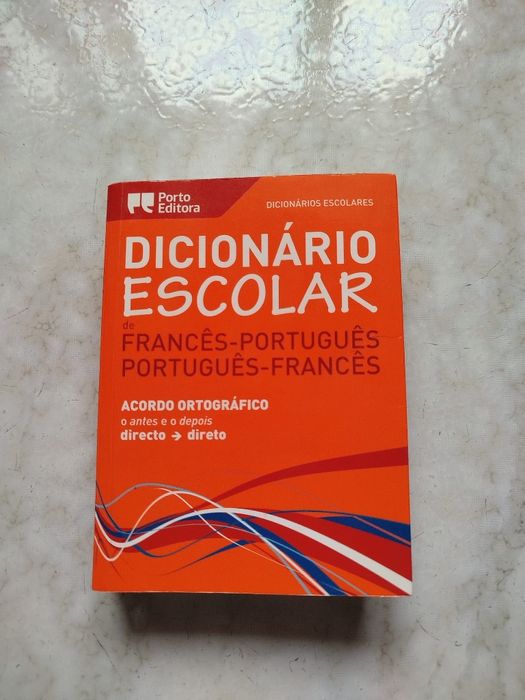 Porto
Editora
DICIONÁRIOS ESCOLARES
DICIONÁRIO
ESCOLAR
de
FRANCÊS-PORTUGUÊS
PORTUGUÊS-FRANCÊS
ACORDO ORTOGRÁFICO
o antes e o depois
directo → direto